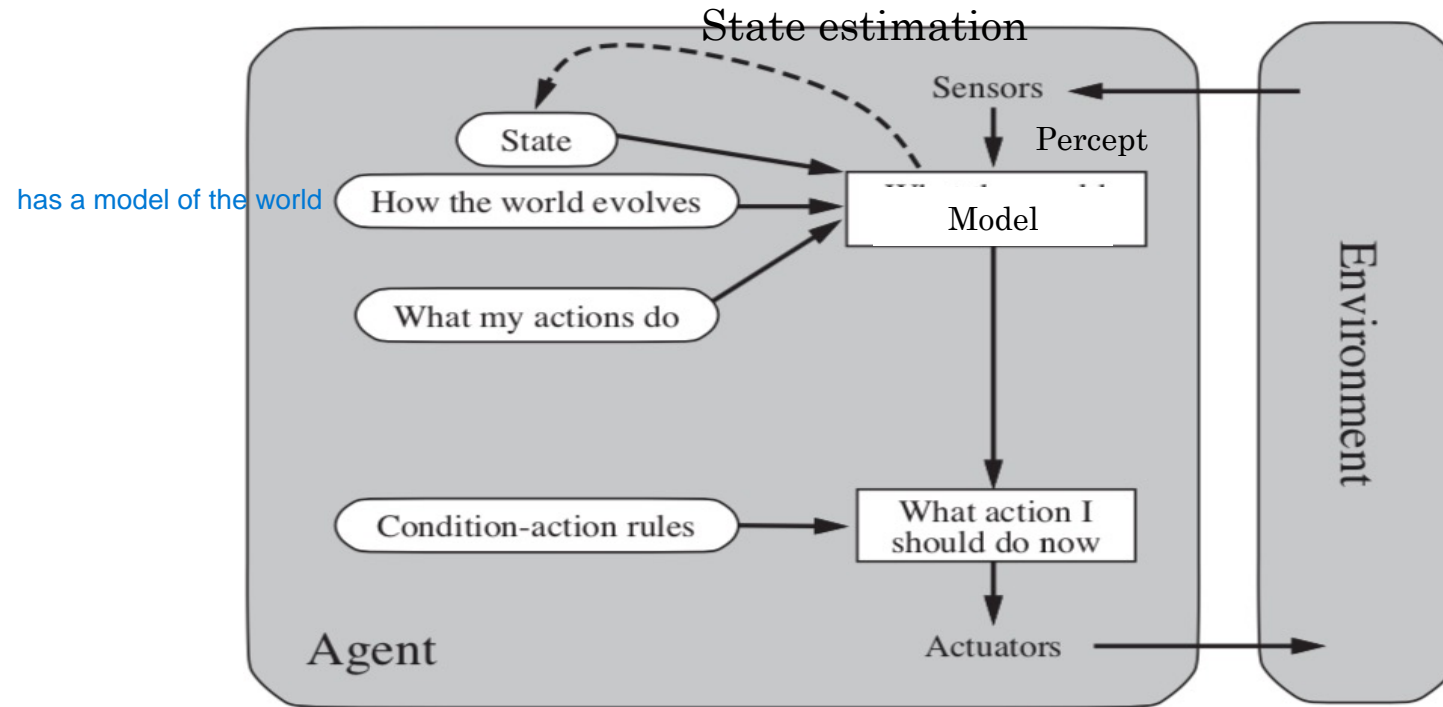 State estimation
Sensors
State
Percept
has a model of the world
How the world evolves
Model
What my actions do
Environment
Condition-action rules
What action I
should do now
Agent
Actuators